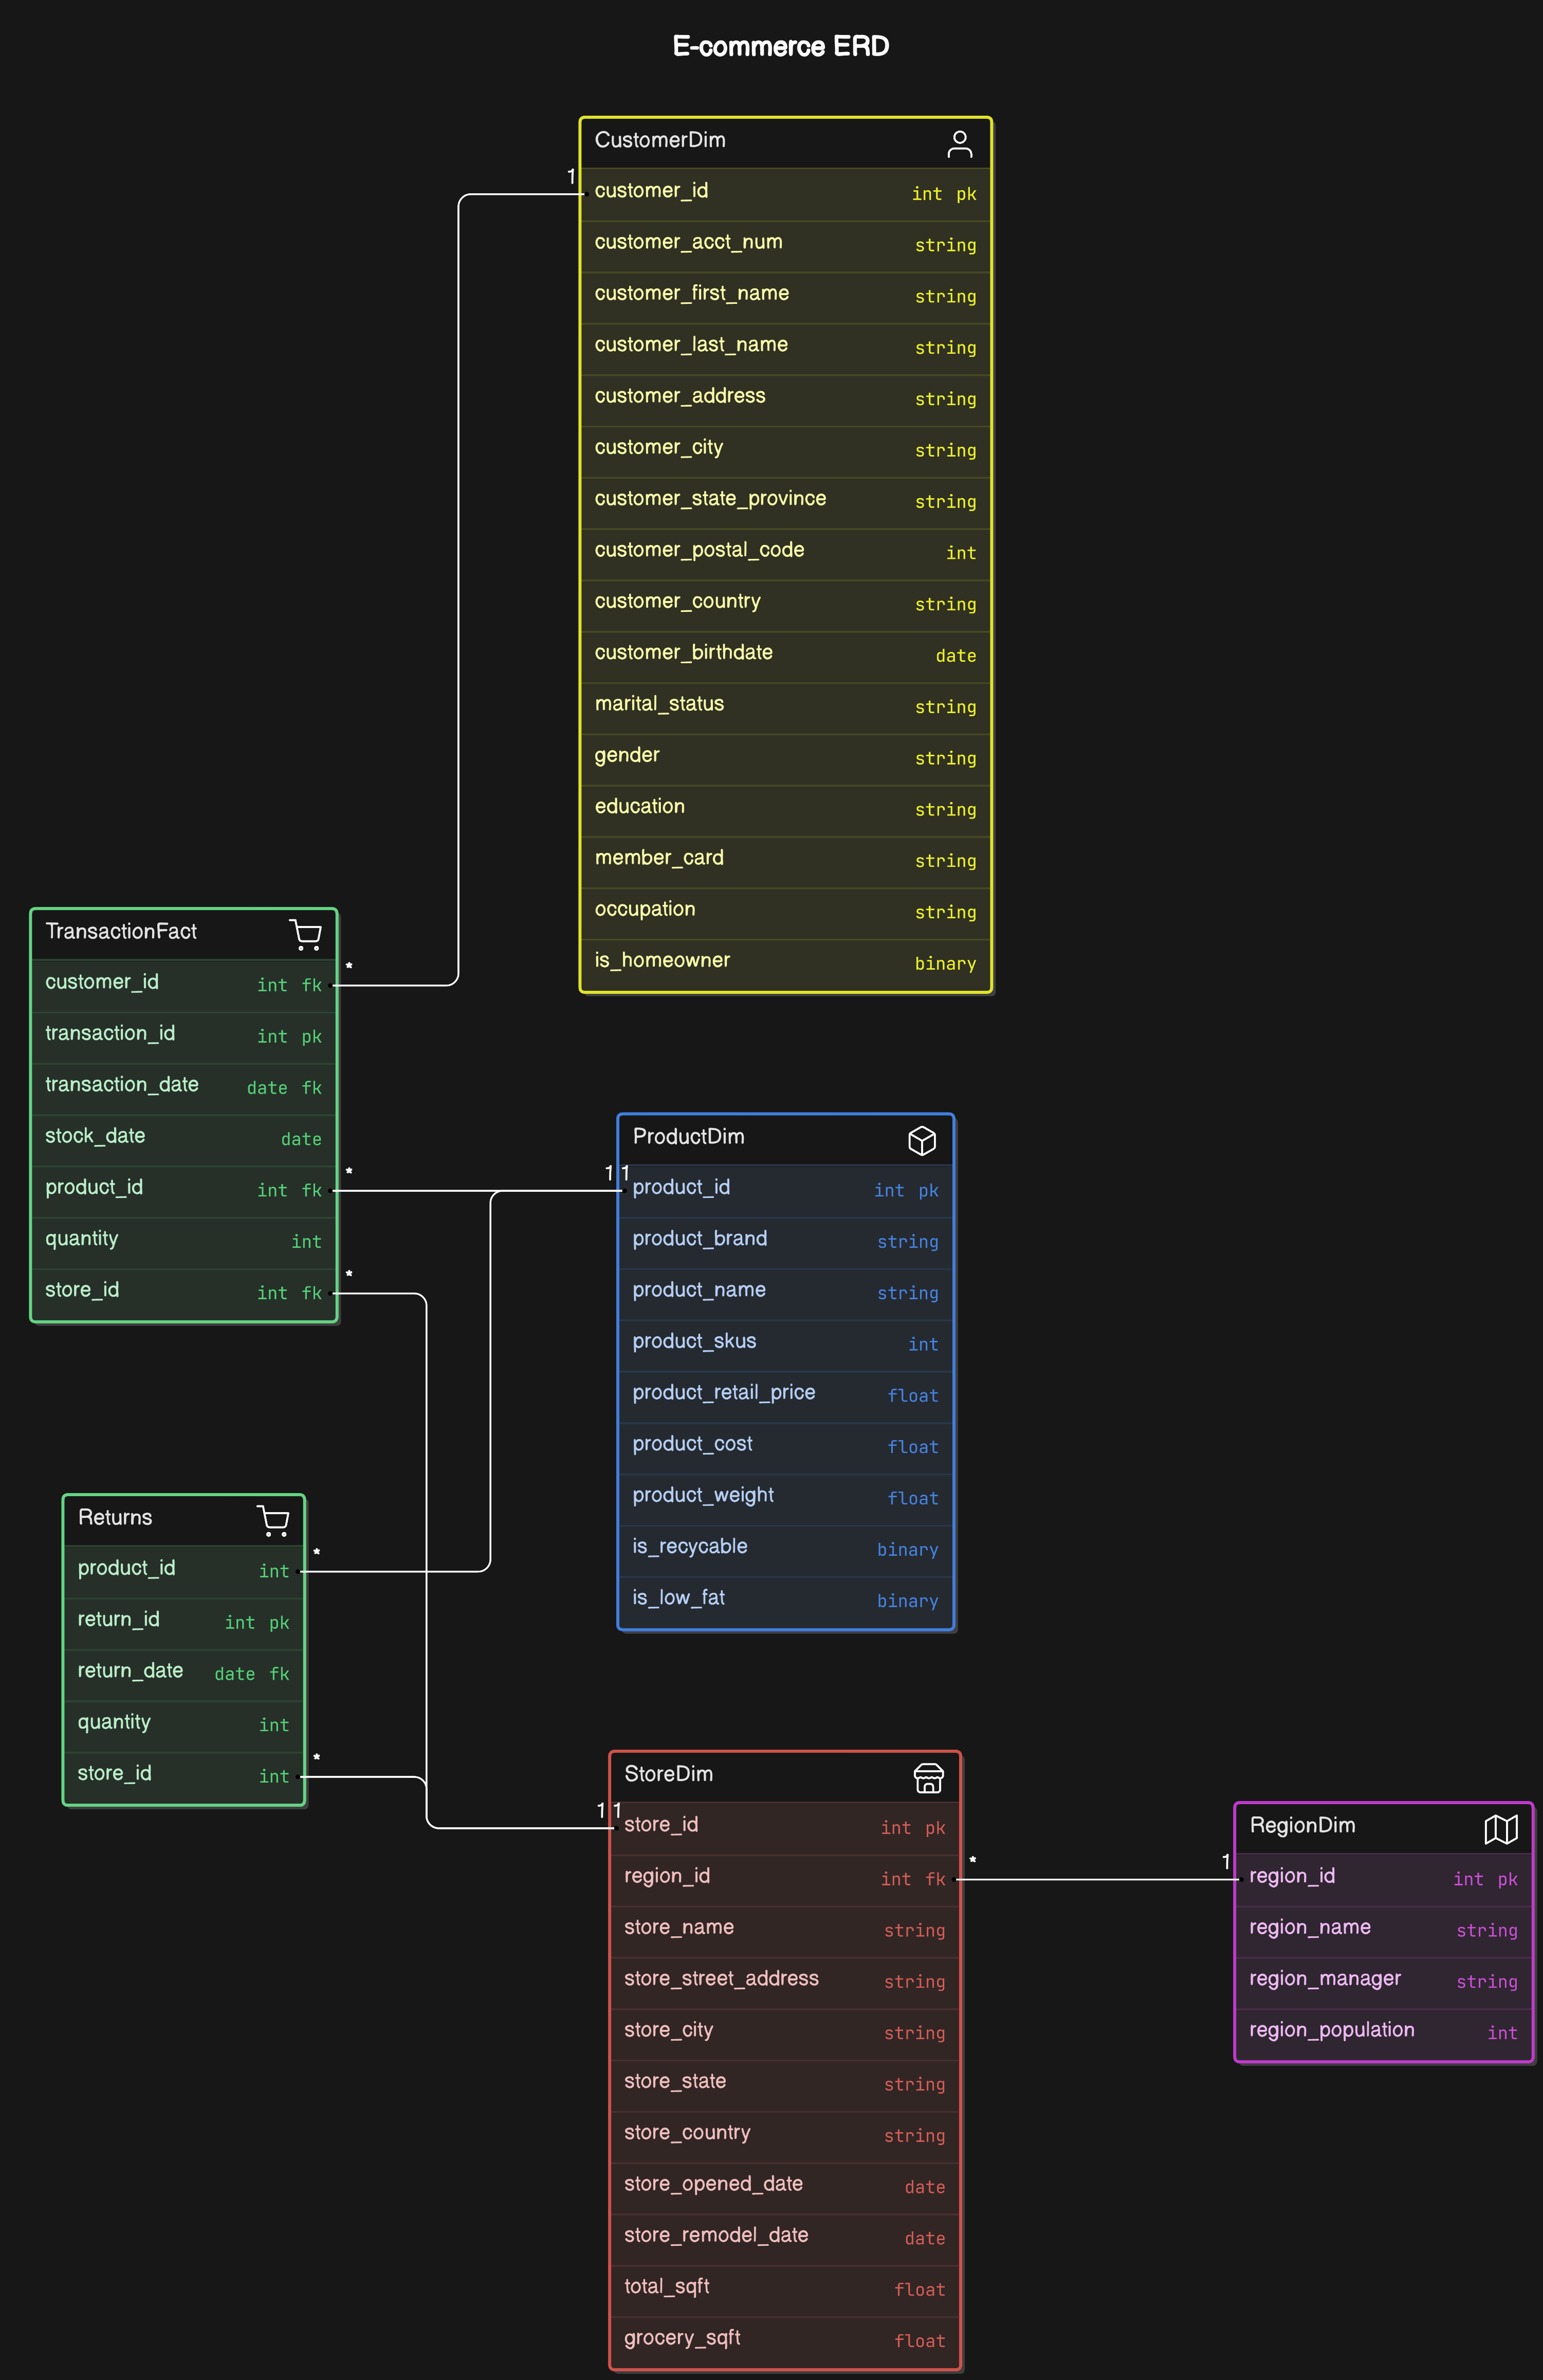 E-commerce ERD
CustomerDim
1
customer_id int pk
customer_acct_num string
customer_first_name string
customer_last_name string
customer_address string
customer_city string
customer_state_province string
customer_postal_code int
customer_country string
customer_birthdate date
marital_status string
gender string
education string
member_card string
occupation string
is_homeowner binary
TransactionFact
*
customer_id int fk
transaction_id int pk
transaction_date date fk
stock_date date
*
product_id int fk
quantity int
*
store_id int fk
ProductDim
1 1
product_id int pk
product_brand string
product_name string
product_skus int
product_retail_price float
product_cost float
product_weight float
is_recycable binary
is_low_fat binary
Returns
*
product_id int
return_id int pk
return_date date fk
quantity int
*
store_id int
StoreDim
1 1
store_id int pk
*
region_id int fk
store_name string
store_street_address string
store_city string
store_state string
store_country string
store_opened_date date
store_remodel_date date
total_sqft float
grocery_sqft float
RegionDim
1
region_id int pk
region_name string
region_manager string
region_population int